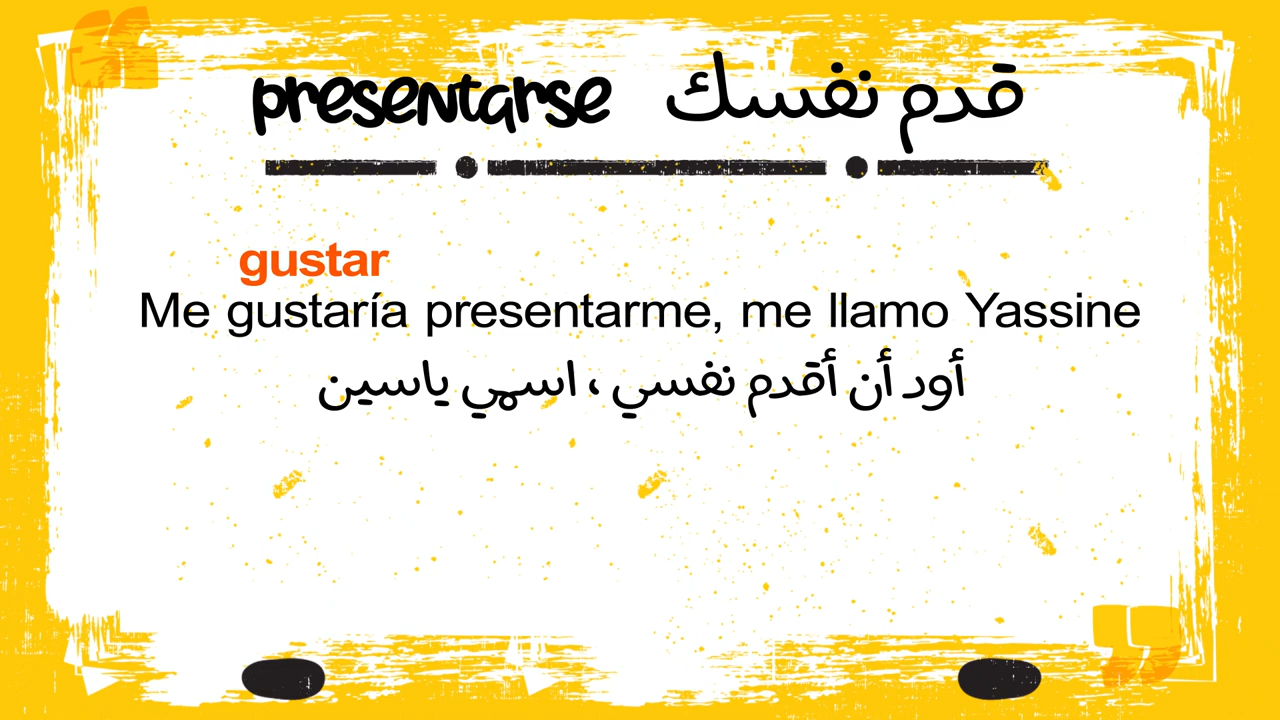 presentarse قدم نفسك
gustar
Me gustaría presentarme, me llamo Yassine
أود أن أقدم نفسي ، اسمي ياسين